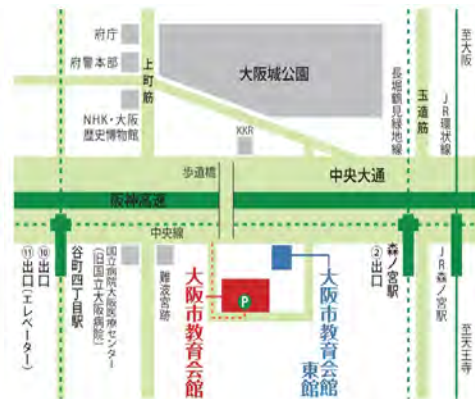 府庁
府警本部
上町筋
大阪城公園
長堀鶴見緑地線
玉造筋
JR環状線
至大阪
NHK・大阪
歴史博物館
KKR
歩道橋
中央大通
阪神高速
中央線
⑪出口(エレベーター)
⑩出口
谷町四丁目駅
国立病院大阪医療センター
(旧国立大阪病院)
難波宮跡
大阪市教育会館
P
大阪市教育会館
東館
②出口
森ノ宮駅
JR森ノ宮駅
至天王寺